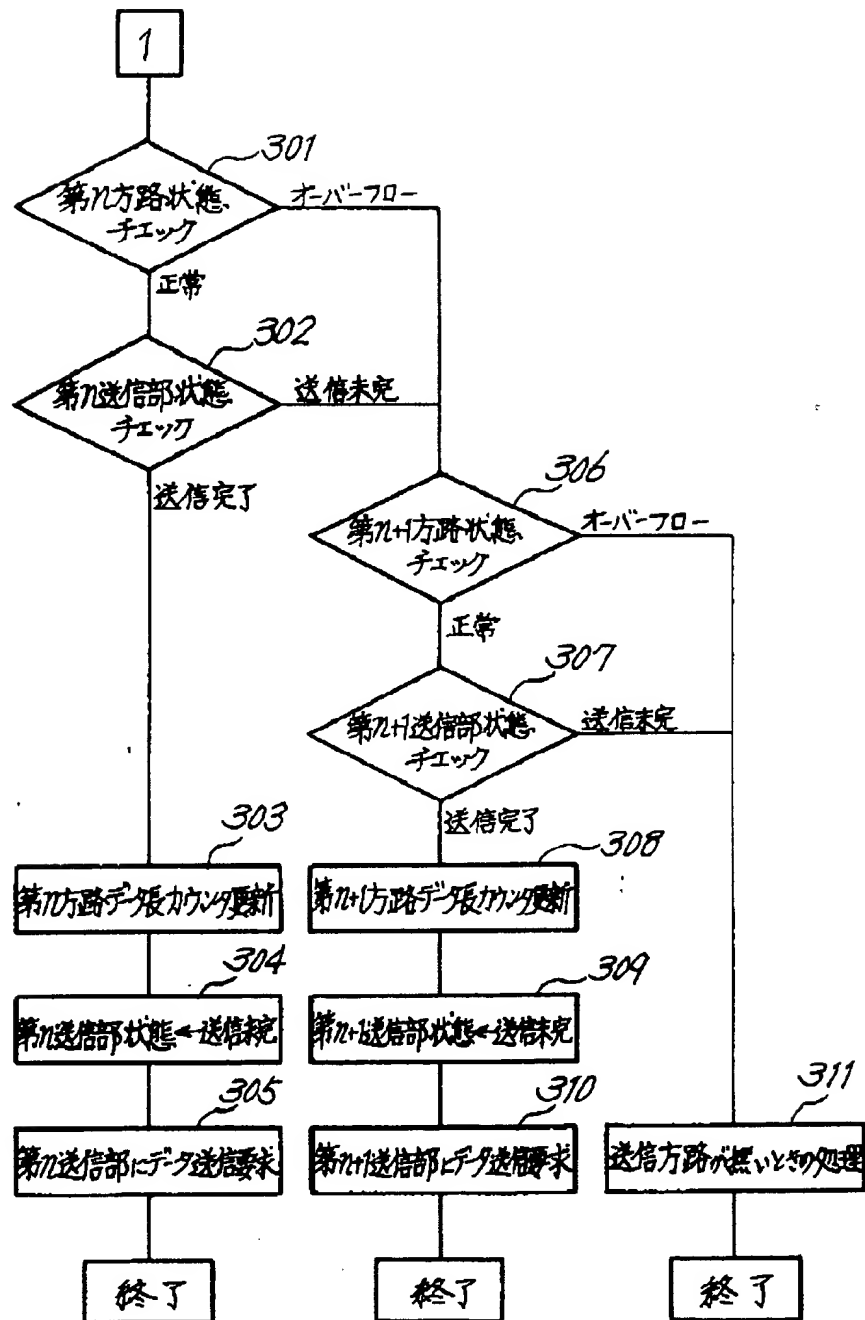 1
301
第n方路状態
チェック
オーバーフロー
正常
302
第n送信部状態
チェック
送信未完
送信完了
306
第n+1方路状態
チェック
オーバーフロー
正常
307
第n+1送信部状態
チェック
送信未完
送信完了
303
第n方路データ長カウンタ更新
308
第n+1方路データ長カウンタ更新
304
第n送信部状態←送信未完
309
第n+1送信部状態←送信未完
305
第n送信部にデータ送信要求
310
第n+1送信部にデータ送信要求
311
送信方路が無いときの処理
終了
終了
終了